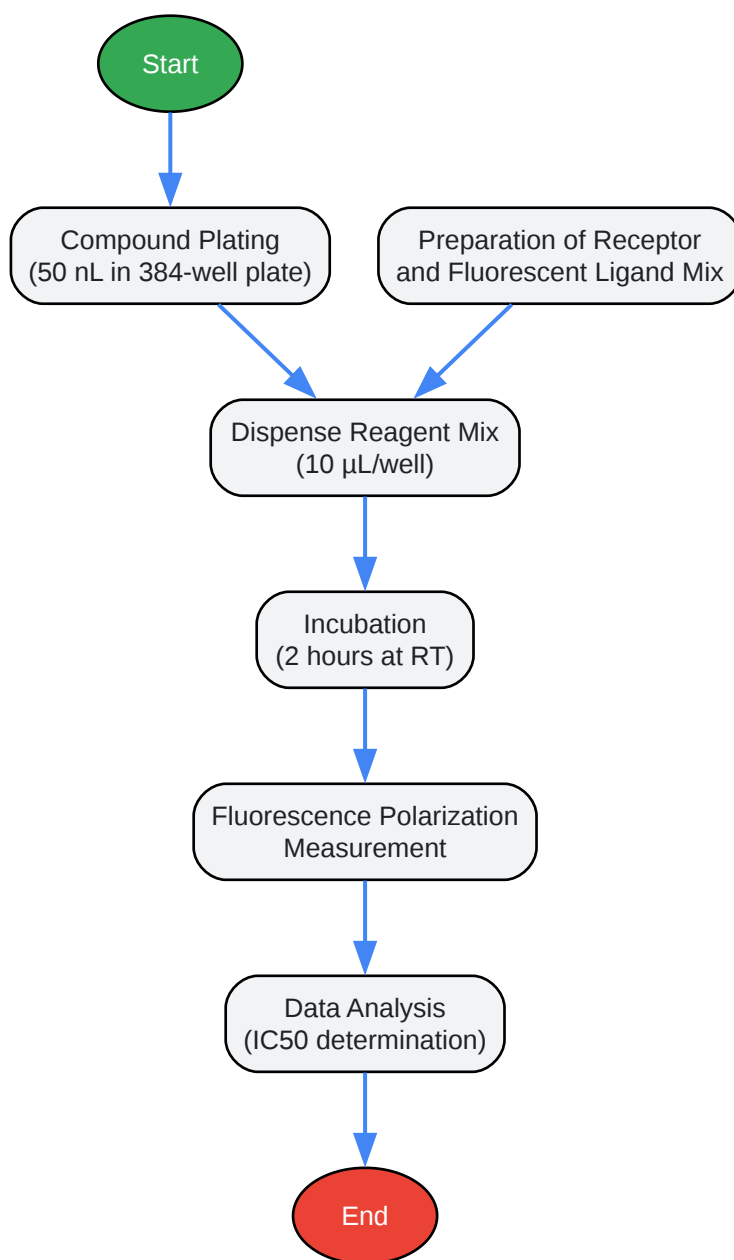 Start
Compound Plating
(50 nL in 384-well plate)
Preparation of Receptor
and Fluorescent Ligand Mix
Dispense Reagent Mix
(10 µL/well)
Incubation
(2 hours at RT)
Fluorescence Polarization
Measurement
Data Analysis
(IC50 determination)
End